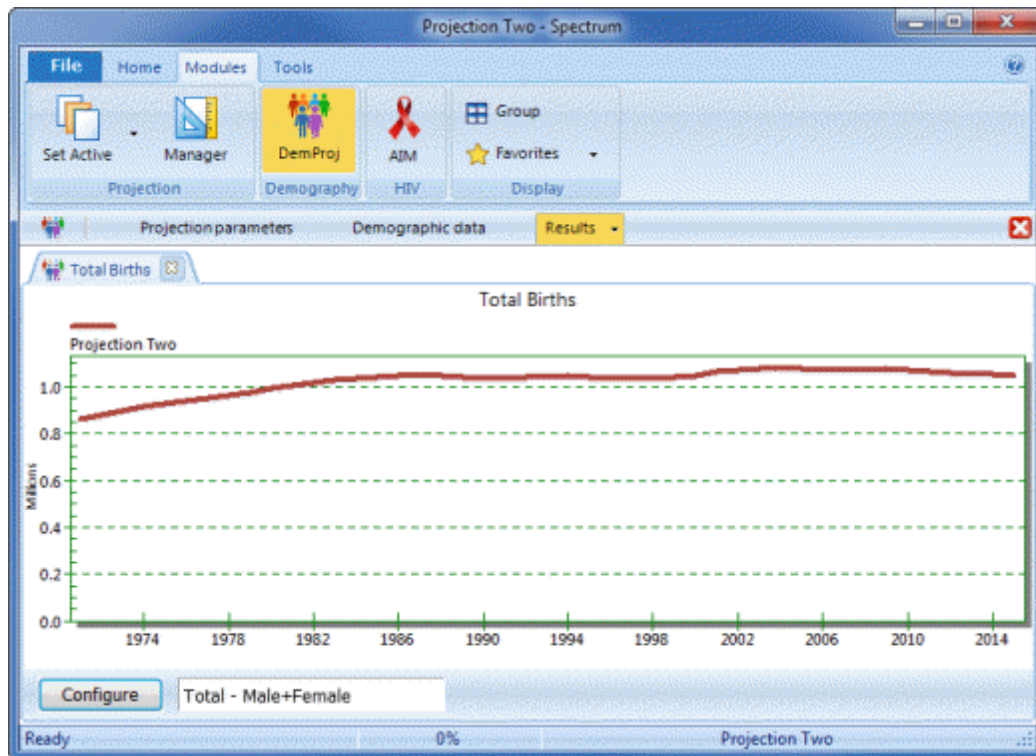 Projection Two - Spectrum
File Home Modules Tools
Set Active Manager DemProj AIM Group
Favorites
Projection Demography HIV Display
Projection parameters Demographic data Results
Total Births
Total Births
Projection Two
1.0
0.8
0.6
0.4
0.2
0.0
Millions
1974 1978 1982 1986 1990 1994 1998 2002 2006 2010 2014
Configure Total - Male+Female
Ready 0% Projection Two